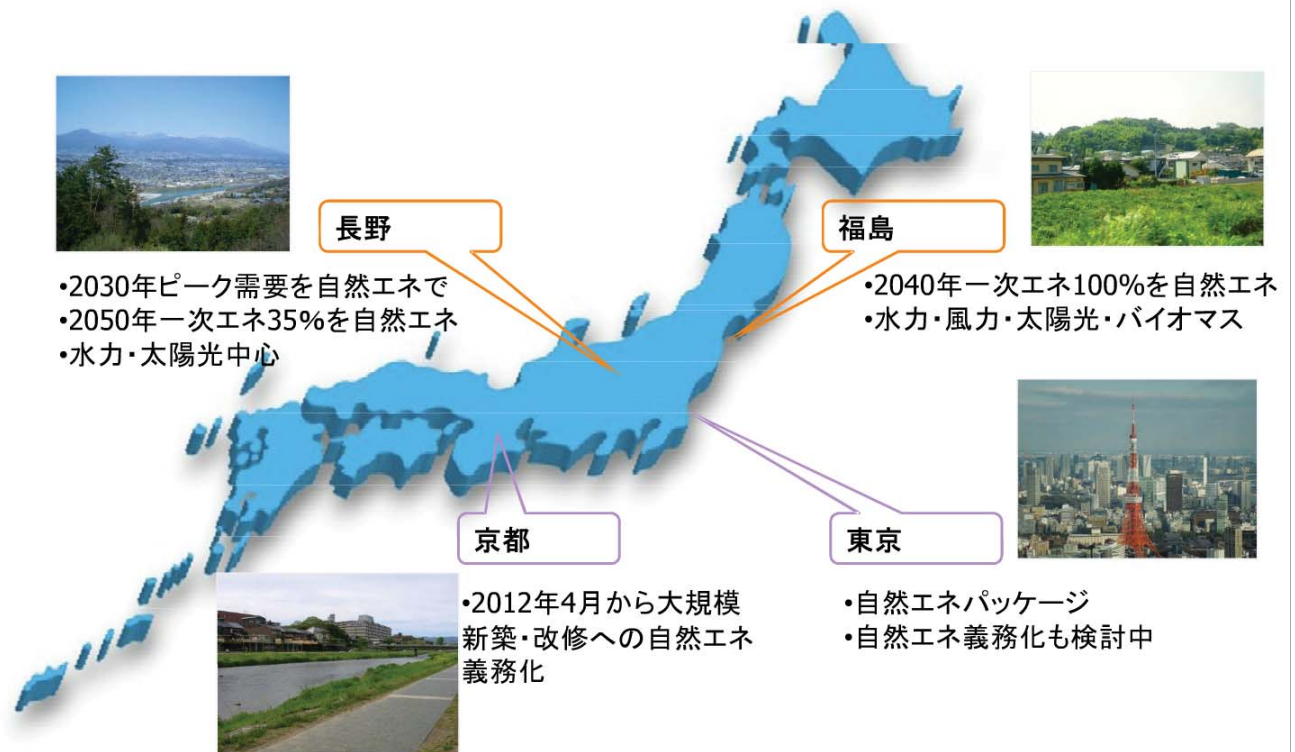 長野
•2030年ピーク需要を自然エネで
•2050年一次エネ35%を自然エネ
•水力・太陽光中心
福島
•2040年一次エネ100%を自然エネ
•水力・風力・太陽光・バイオマス
京都
•2012年4月から大規模
新築・改修への自然エネ
義務化
東京
•自然エネパッケージ
•自然エネ義務化も検討中